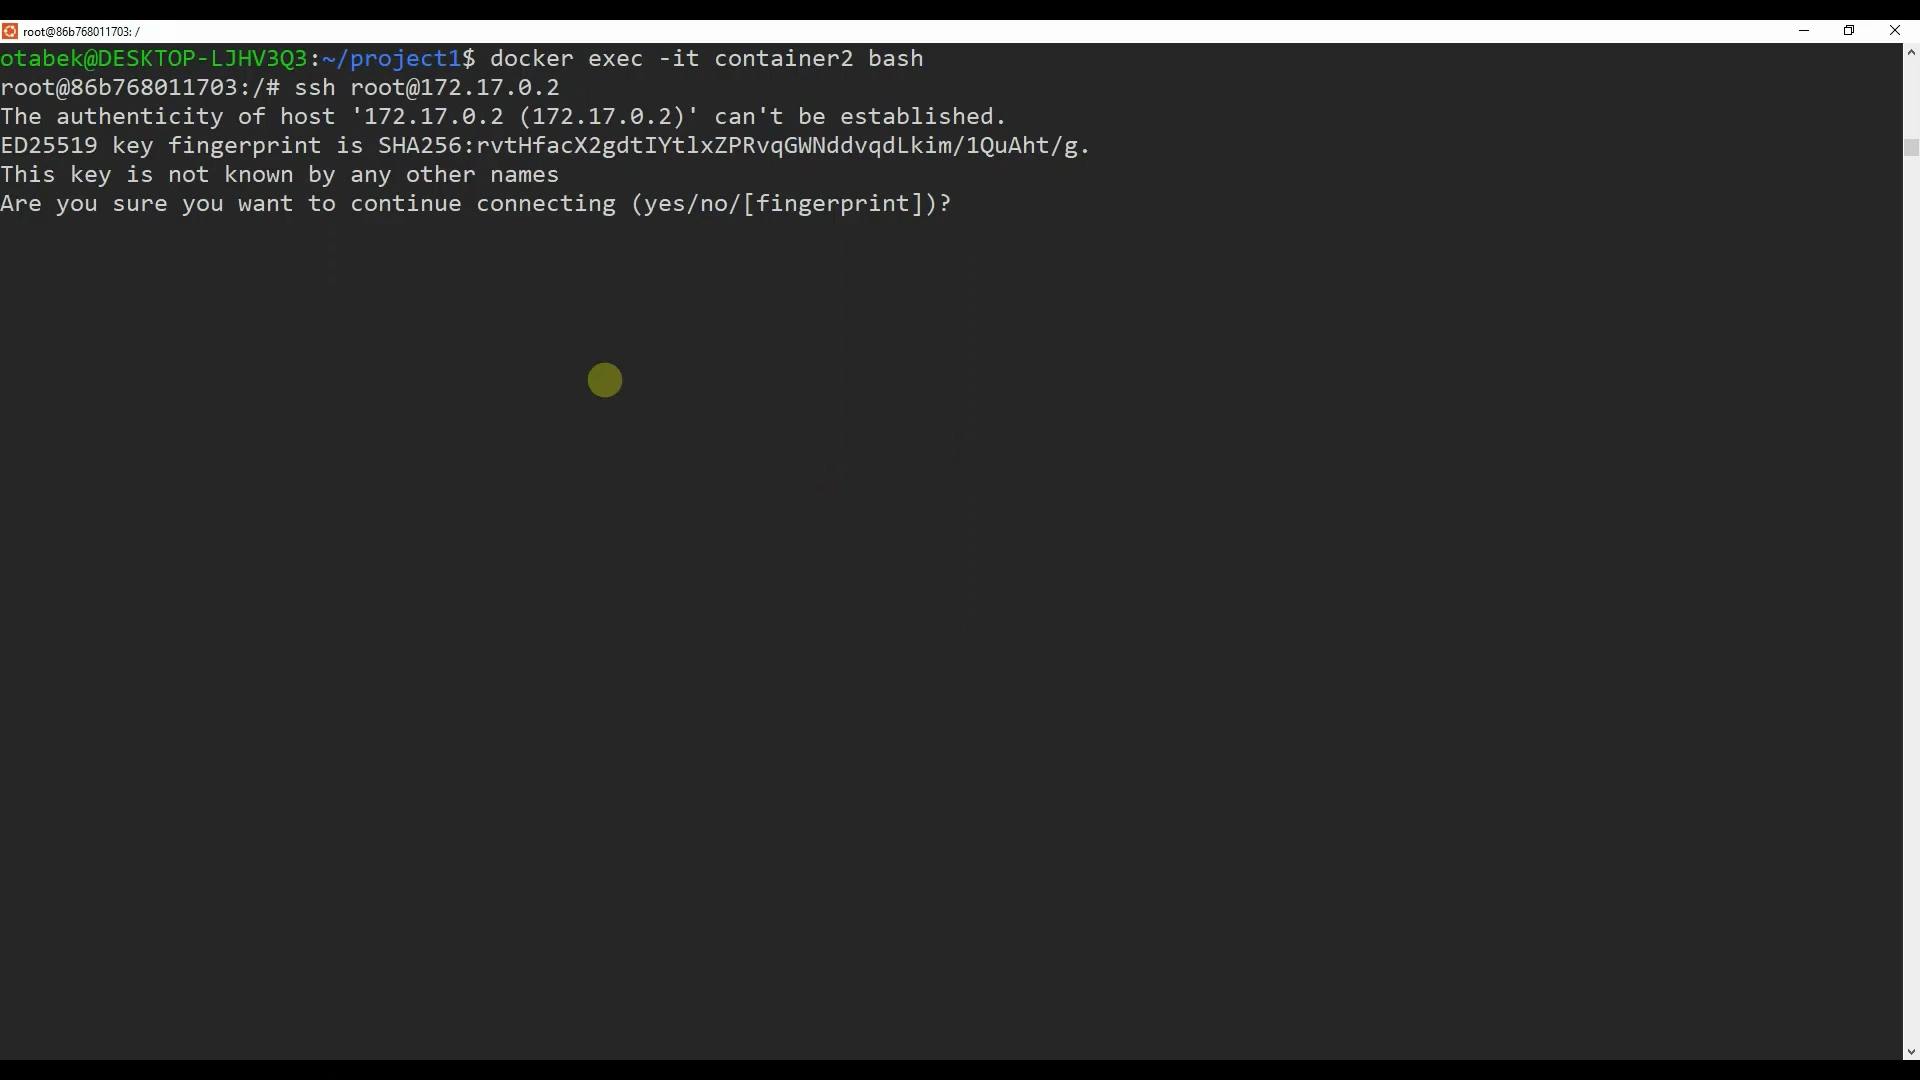 root@86b768011703: /
otabek@DESKTOP-LJHV3Q3:~/project1$ docker exec -it container2 bash
root@86b768011703:/# ssh root@172.17.0.2
The authenticity of host '172.17.0.2 (172.17.0.2)' can't be established.
ED25519 key fingerprint is SHA256:rvtHfacX2gdtIYtlxZPRvqGWNddvqdLkim/1QuAht/g.
This key is not known by any other names
Are you sure you want to continue connecting (yes/no/[fingerprint])?